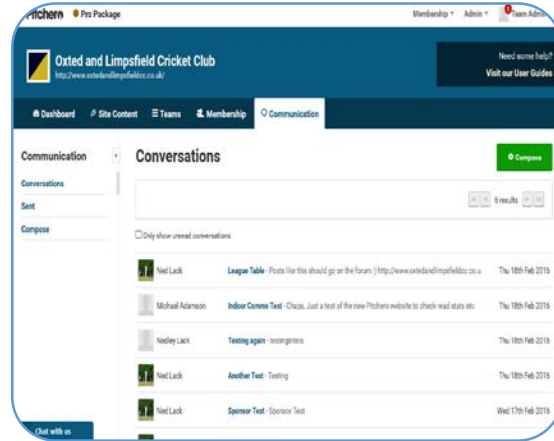 Pitchero Pro Package Membership Admin Team Admin
Oxted and Limpsfield Cricket Club
http://www.oxtedandlimpsfieldcc.co.uk/
Need some help?
Visit our User Guides
Dashboard Site Content Teams Membership Communication
Communication
Conversations
Sent
Compose
Conversations
Compose
6 results
Only show unread conversations
Ned Lack League Table - Posts like this should go on the forum :) http://www.oxtedandlimpsfieldcc.co.u Thu 18th Feb 2016
Michael Adamson Indoor Comms Test - Chaps, Just a test of the new Pitchero website to check read stats etc Thu 18th Feb 2016
Nedley Lack Testing again - Thu 18th Feb 2016
Ned Lack Another Test - Testing Thu 18th Feb 2016
Ned Lack Sponsor Test - Sponsor Test Wed 17th Feb 2016
Chat with us